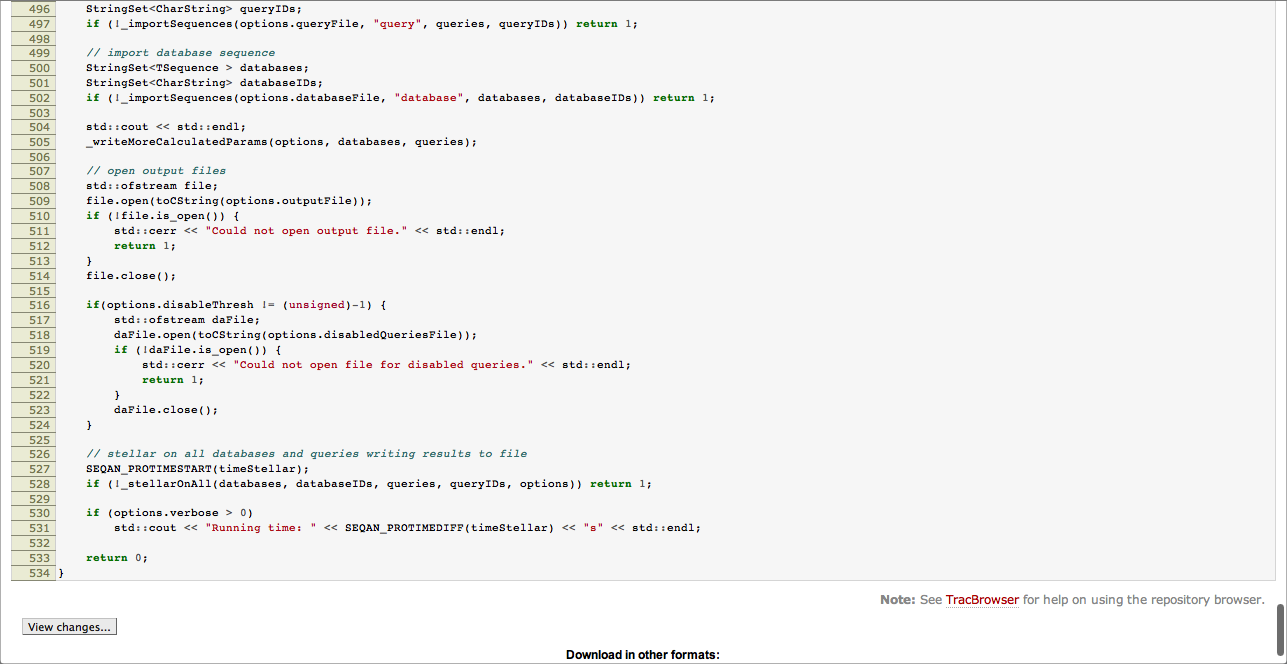 496 StringSet<CharString> queryIDs;
497 if (!_importSequences(options.queryFile, "query", queries, queryIDs)) return 1;
498
499 // import database sequence
500 StringSet<TSequence > databases;
501 StringSet<CharString> databaseIDs;
502 if (!_importSequences(options.databaseFile, "database", databases, databaseIDs)) return 1;
503
504 std::cout << std::endl;
505 _writeMoreCalculatedParams(options, databases, queries);
506
507 // open output files
508 std::ofstream file;
509 file.open(toCString(options.outputFile));
510 if (!file.is_open()) {
511 std::cerr << "Could not open output file." << std::endl;
512 return 1;
513 }
514 file.close();
515
516 if(options.disableThresh != (unsigned)-1) {
517 std::ofstream daFile;
518 daFile.open(toCString(options.disabledQueriesFile));
519 if (!daFile.is_open()) {
520 std::cerr << "Could not open file for disabled queries." << std::endl;
521 return 1;
522 }
523 daFile.close();
524 }
525
526 // stellar on all databases and queries writing results to file
527 SEQAN_PROTIMESTART(timeStellar);
528 if (!_stellarOnAll(databases, databaseIDs, queries, queryIDs, options)) return 1;
529
530 if (options.verbose > 0)
531 std::cout << "Running time: " << SEQAN_PROTIMEDIFF(timeStellar) << "s" << std::endl;
532
533 return 0;
534 }
Note: See TracBrowser for help on using the repository browser.
View changes...
Download in other formats: